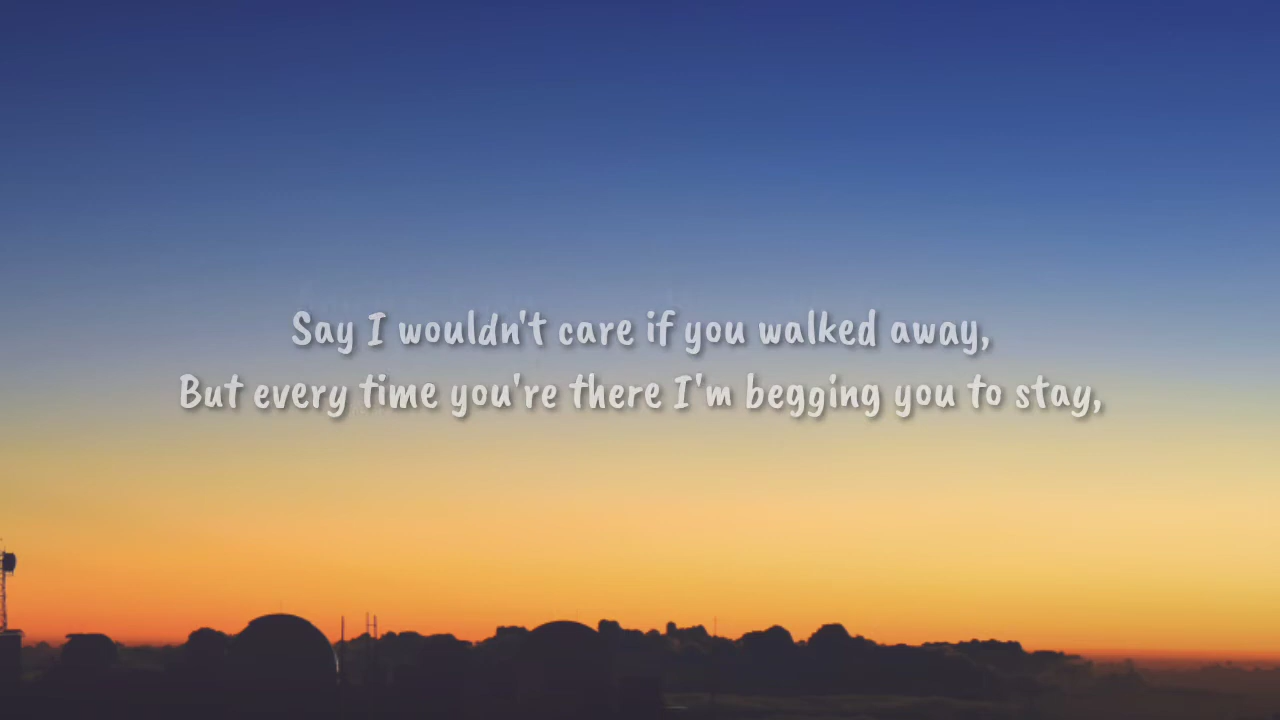 Say I wouldn't care if you walked away,
But every time you're there I'm begging you to stay,